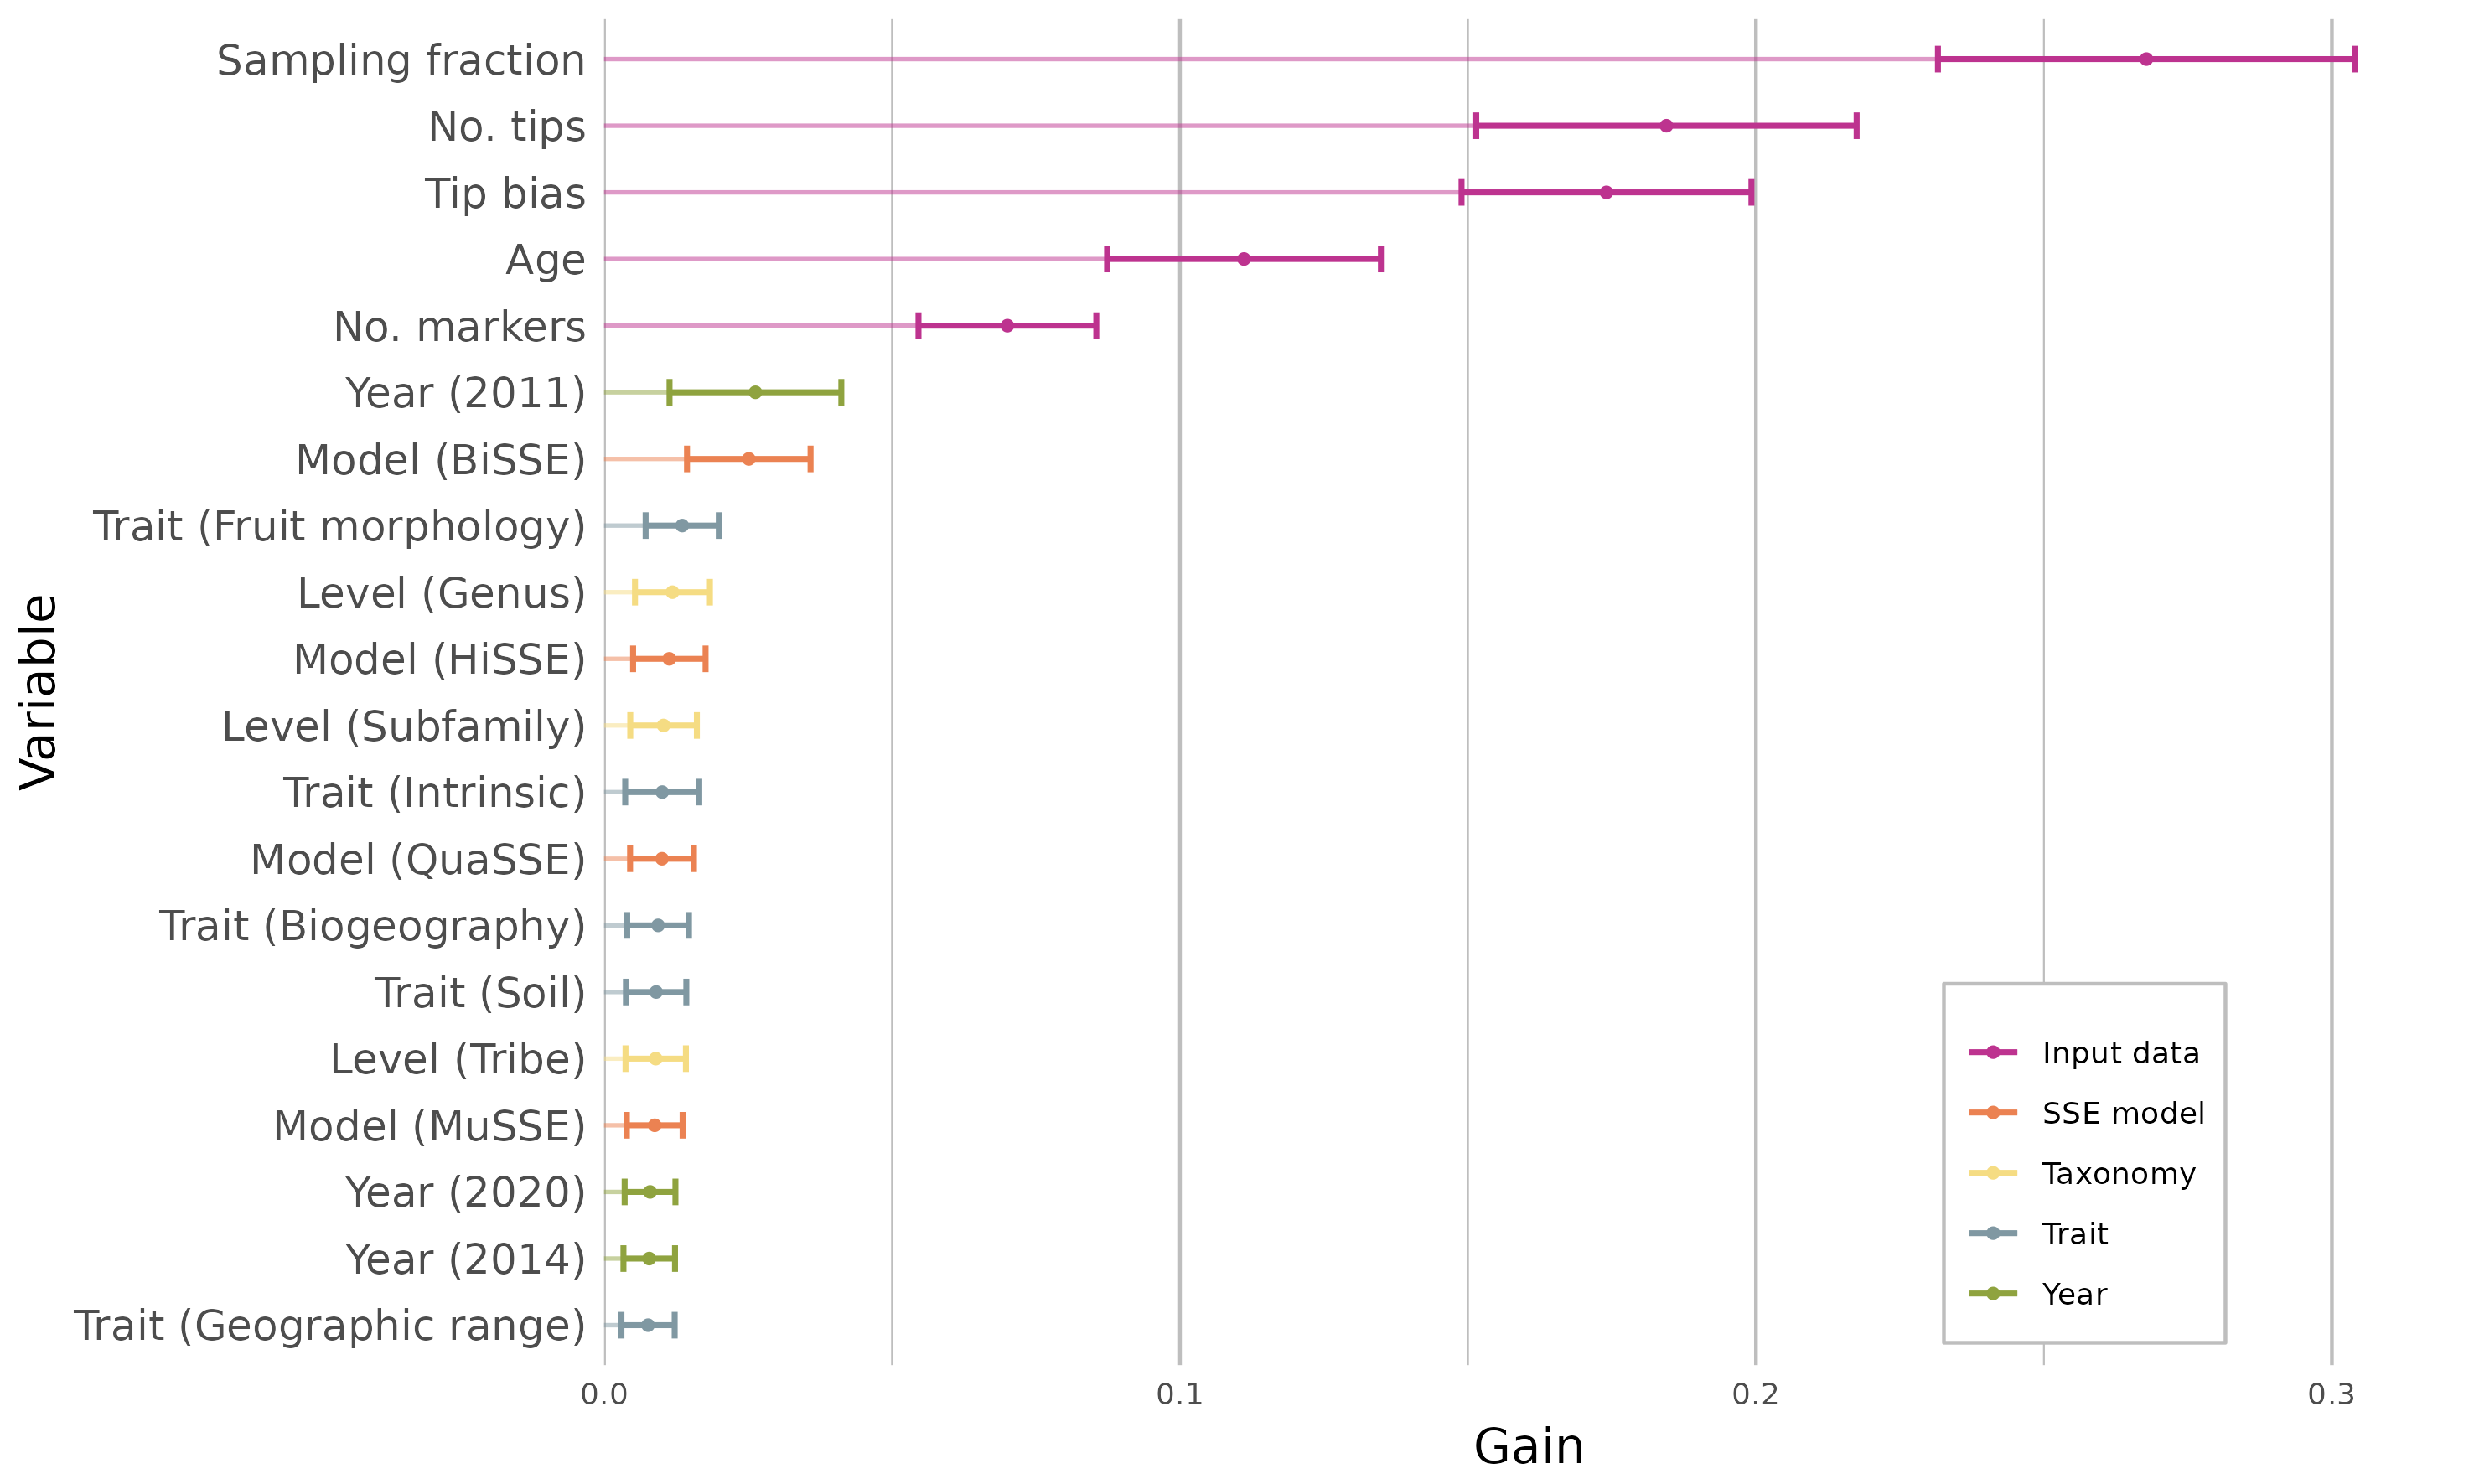 Sampling fraction
No. tips
Tip bias
Age
No. markers
Year (2011)
Model (BiSSE)
Trait (Fruit morphology)
Level (Genus)
Model (HiSSE)
Level (Subfamily)
Trait (Intrinsic)
Model (QuaSSE)
Trait (Biogeography)
Trait (Soil)
Level (Tribe)
Model (MuSSE)
Year (2020)
Year (2014)
Trait (Geographic range)
Variable
0.0 0.1 0.2 0.3
Gain
Input data
SSE model
Taxonomy
Trait
Year